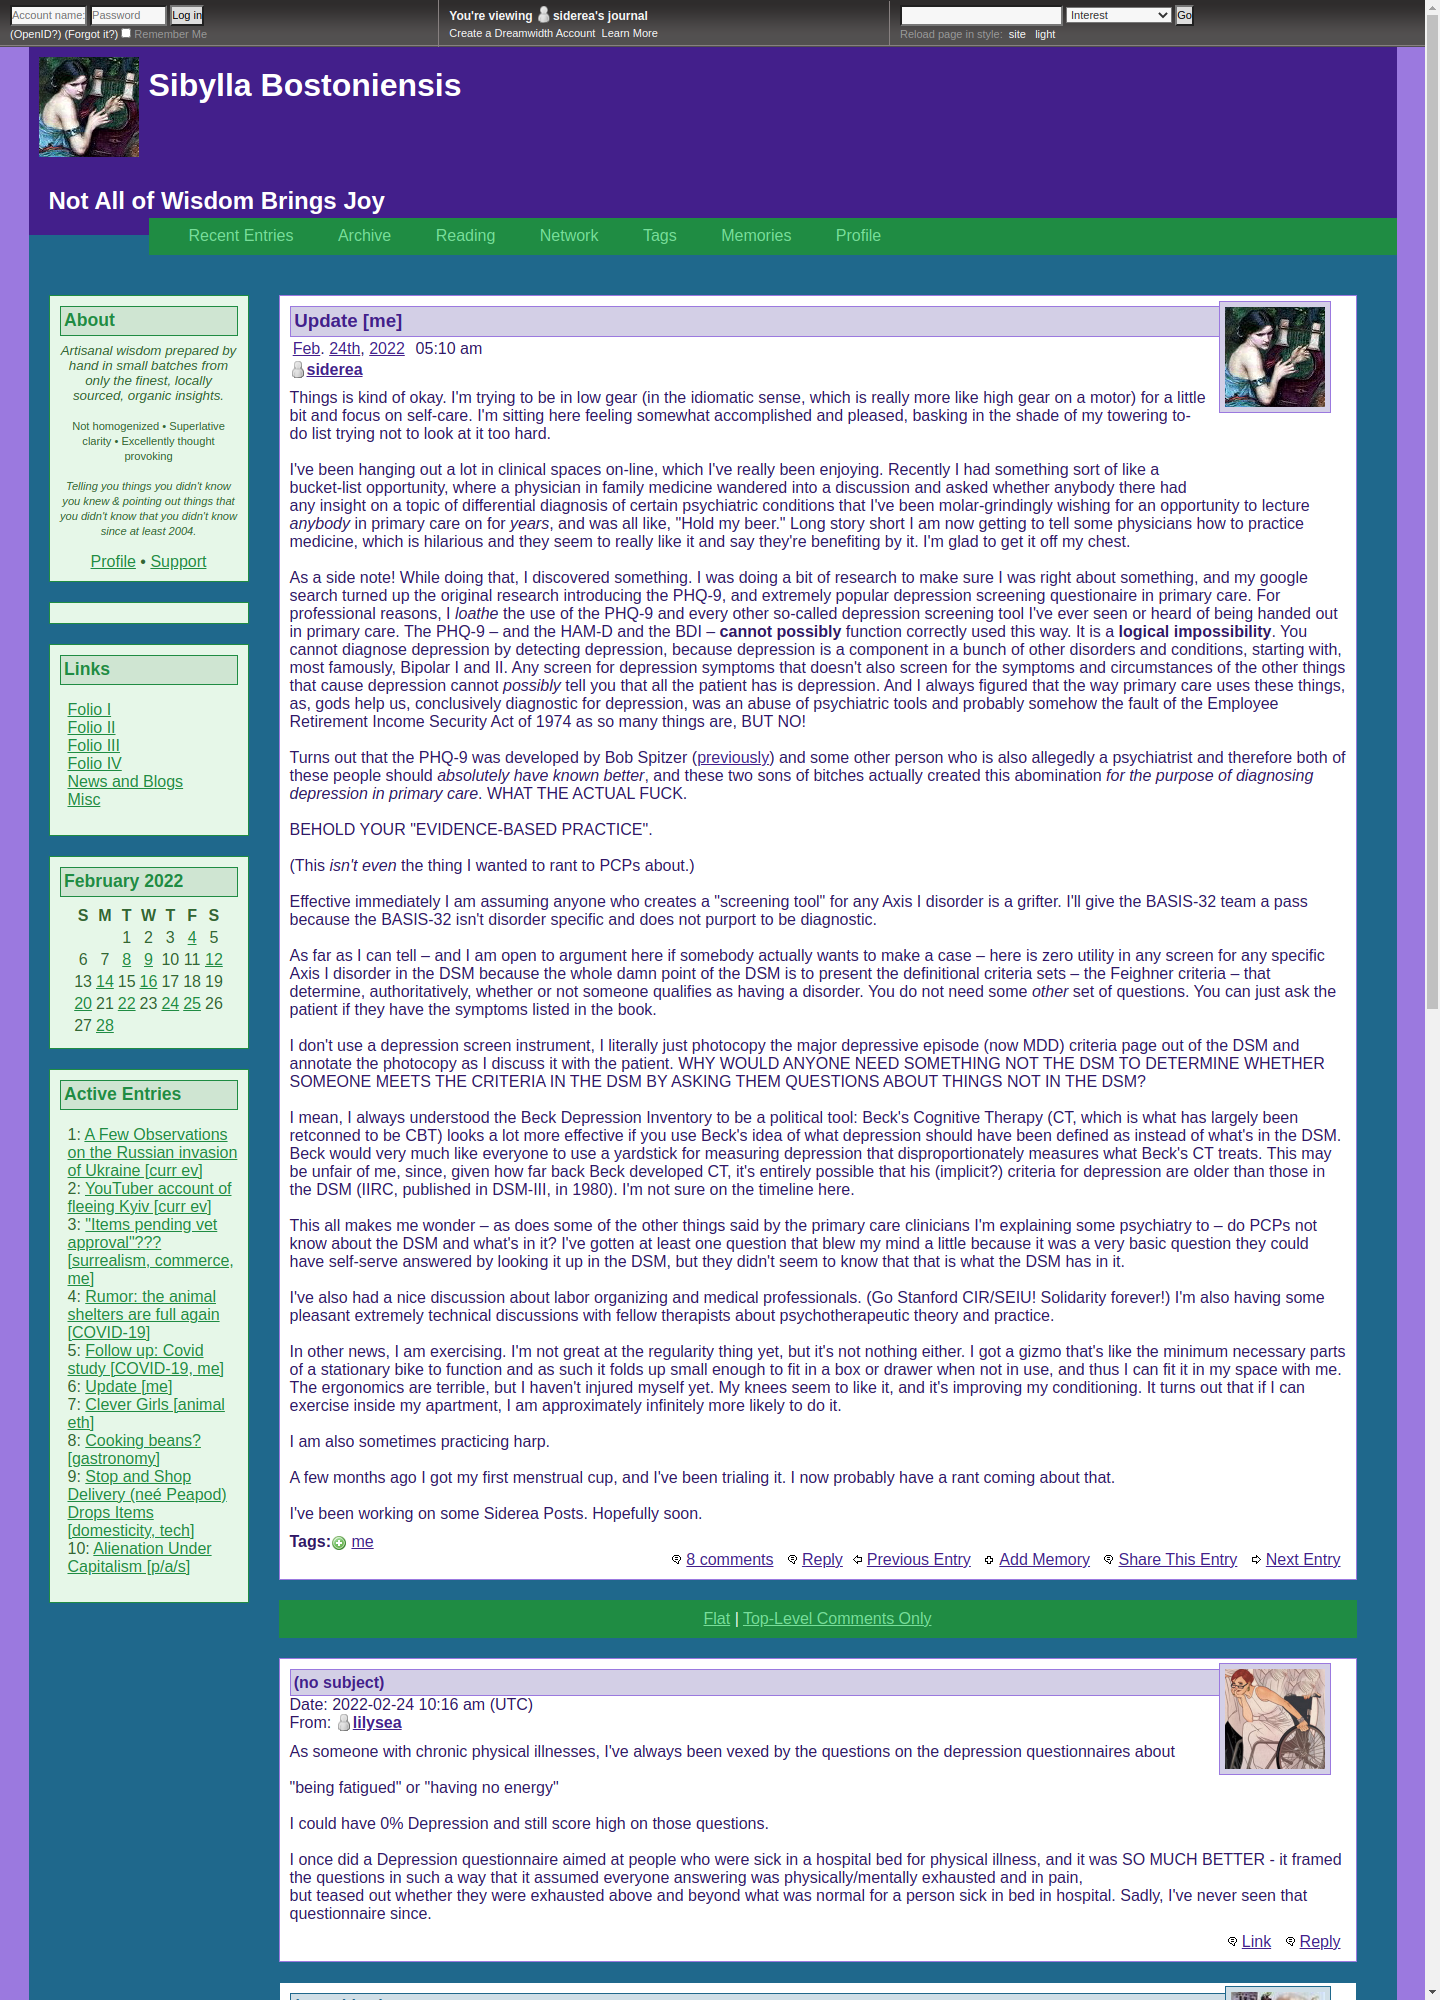 Account name: Password Log in
(OpenID?) (Forgot it?) Remember Me
You're viewing siderea's journal
Create a Dreamwidth Account Learn More
Interest Go
Reload page in style: site light
Sibylla Bostoniensis
Not All of Wisdom Brings Joy
Recent Entries Archive Reading Network Tags Memories Profile
About
Artisanal wisdom prepared by
hand in small batches from
only the finest, locally
sourced, organic insights.
Not homogenized • Superlative
clarity • Excellently thought
provoking
Telling you things you didn't know
you knew & pointing out things that
you didn't know that you didn't know
since at least 2004.
Profile • Support
Links
Folio I
Folio II
Folio III
Folio IV
News and Blogs
Misc
February 2022
S M T W T F S
1 2 3 4 5
6 7 8 9 10 11 12
13 14 15 16 17 18 19
20 21 22 23 24 25 26
27 28
Active Entries
1: A Few Observations
on the Russian invasion
of Ukraine [curr ev]
2: YouTuber account of
fleeing Kyiv [curr ev]
3: "Items pending vet
approval"???
[surrealism, commerce,
me]
4: Rumor: the animal
shelters are full again
[COVID-19]
5: Follow up: Covid
study [COVID-19, me]
6: Update [me]
7: Clever Girls [animal
eth]
8: Cooking beans?
[gastronomy]
9: Stop and Shop
Delivery (neé Peapod)
Drops Items
[domesticity, tech]
10: Alienation Under
Capitalism [p/a/s]
Update [me]
Feb. 24th, 2022 05:10 am
siderea
Things is kind of okay. I'm trying to be in low gear (in the idiomatic sense, which is really more like high gear on a motor) for a little
bit and focus on self-care. I'm sitting here feeling somewhat accomplished and pleased, basking in the shade of my towering to-
do list trying not to look at it too hard.
I've been hanging out a lot in clinical spaces on-line, which I've really been enjoying. Recently I had something sort of like a
bucket-list opportunity, where a physician in family medicine wandered into a discussion and asked whether anybody there had
any insight on a topic of differential diagnosis of certain psychiatric conditions that I've been molar-grindingly wishing for an opportunity to lecture
anybody in primary care on for years, and was all like, "Hold my beer." Long story short I am now getting to tell some physicians how to practice
medicine, which is hilarious and they seem to really like it and say they're benefiting by it. I'm glad to get it off my chest.
As a side note! While doing that, I discovered something. I was doing a bit of research to make sure I was right about something, and my google
search turned up the original research introducing the PHQ-9, and extremely popular depression screening questionaire in primary care. For
professional reasons, I loathe the use of the PHQ-9 and every other so-called depression screening tool I've ever seen or heard of being handed out
in primary care. The PHQ-9 – and the HAM-D and the BDI – cannot possibly function correctly used this way. It is a logical impossibility. You
cannot diagnose depression by detecting depression, because depression is a component in a bunch of other disorders and conditions, starting with,
most famously, Bipolar I and II. Any screen for depression symptoms that doesn't also screen for the symptoms and circumstances of the other things
that cause depression cannot possibly tell you that all the patient has is depression. And I always figured that the way primary care uses these things,
as, gods help us, conclusively diagnostic for depression, was an abuse of psychiatric tools and probably somehow the fault of the Employee
Retirement Income Security Act of 1974 as so many things are, BUT NO!
Turns out that the PHQ-9 was developed by Bob Spitzer (previously) and some other person who is also allegedly a psychiatrist and therefore both of
these people should absolutely have known better, and these two sons of bitches actually created this abomination for the purpose of diagnosing
depression in primary care. WHAT THE ACTUAL FUCK.
BEHOLD YOUR "EVIDENCE-BASED PRACTICE".
(This isn't even the thing I wanted to rant to PCPs about.)
Effective immediately I am assuming anyone who creates a "screening tool" for any Axis I disorder is a grifter. I'll give the BASIS-32 team a pass
because the BASIS-32 isn't disorder specific and does not purport to be diagnostic.
As far as I can tell – and I am open to argument here if somebody actually wants to make a case – here is zero utility in any screen for any specific
Axis I disorder in the DSM because the whole damn point of the DSM is to present the definitional criteria sets – the Feighner criteria – that
determine, authoritatively, whether or not someone qualifies as having a disorder. You do not need some other set of questions. You can just ask the
patient if they have the symptoms listed in the book.
I don't use a depression screen instrument, I literally just photocopy the major depressive episode (now MDD) criteria page out of the DSM and
annotate the photocopy as I discuss it with the patient. WHY WOULD ANYONE NEED SOMETHING NOT THE DSM TO DETERMINE WHETHER
SOMEONE MEETS THE CRITERIA IN THE DSM BY ASKING THEM QUESTIONS ABOUT THINGS NOT IN THE DSM?
I mean, I always understood the Beck Depression Inventory to be a political tool: Beck's Cognitive Therapy (CT, which is what has largely been
retconned to be CBT) looks a lot more effective if you use Beck's idea of what depression should have been defined as instead of what's in the DSM.
Beck would very much like everyone to use a yardstick for measuring depression that disproportionately measures what Beck's CT treats. This may
be unfair of me, since, given how far back Beck developed CT, it's entirely possible that his (implicit?) criteria for depression are older than those in
the DSM (IIRC, published in DSM-III, in 1980). I'm not sure on the timeline here.
This all makes me wonder – as does some of the other things said by the primary care clinicians I'm explaining some psychiatry to – do PCPs not
know about the DSM and what's in it? I've gotten at least one question that blew my mind a little because it was a very basic question they could
have self-serve answered by looking it up in the DSM, but they didn't seem to know that that is what the DSM has in it.
I've also had a nice discussion about labor organizing and medical professionals. (Go Stanford CIR/SEIU! Solidarity forever!) I'm also having some
pleasant extremely technical discussions with fellow therapists about psychotherapeutic theory and practice.
In other news, I am exercising. I'm not great at the regularity thing yet, but it's not nothing either. I got a gizmo that's like the minimum necessary parts
of a stationary bike to function and as such it folds up small enough to fit in a box or drawer when not in use, and thus I can fit it in my space with me.
The ergonomics are terrible, but I haven't injured myself yet. My knees seem to like it, and it's improving my conditioning. It turns out that if I can
exercise inside my apartment, I am approximately infinitely more likely to do it.
I am also sometimes practicing harp.
A few months ago I got my first menstrual cup, and I've been trialing it. I now probably have a rant coming about that.
I've been working on some Siderea Posts. Hopefully soon.
Tags: me
8 comments Reply Previous Entry Add Memory Share This Entry Next Entry
Flat | Top-Level Comments Only
(no subject)
Date: 2022-02-24 10:16 am (UTC)
From: lilysea
As someone with chronic physical illnesses, I've always been vexed by the questions on the depression questionnaires about
"being fatigued" or "having no energy"
I could have 0% Depression and still score high on those questions.
I once did a Depression questionnaire aimed at people who were sick in a hospital bed for physical illness, and it was SO MUCH BETTER - it framed
the questions in such a way that it assumed everyone answering was physically/mentally exhausted and in pain,
but teased out whether they were exhausted above and beyond what was normal for a person sick in bed in hospital. Sadly, I've never seen that
questionnaire since.
Link Reply